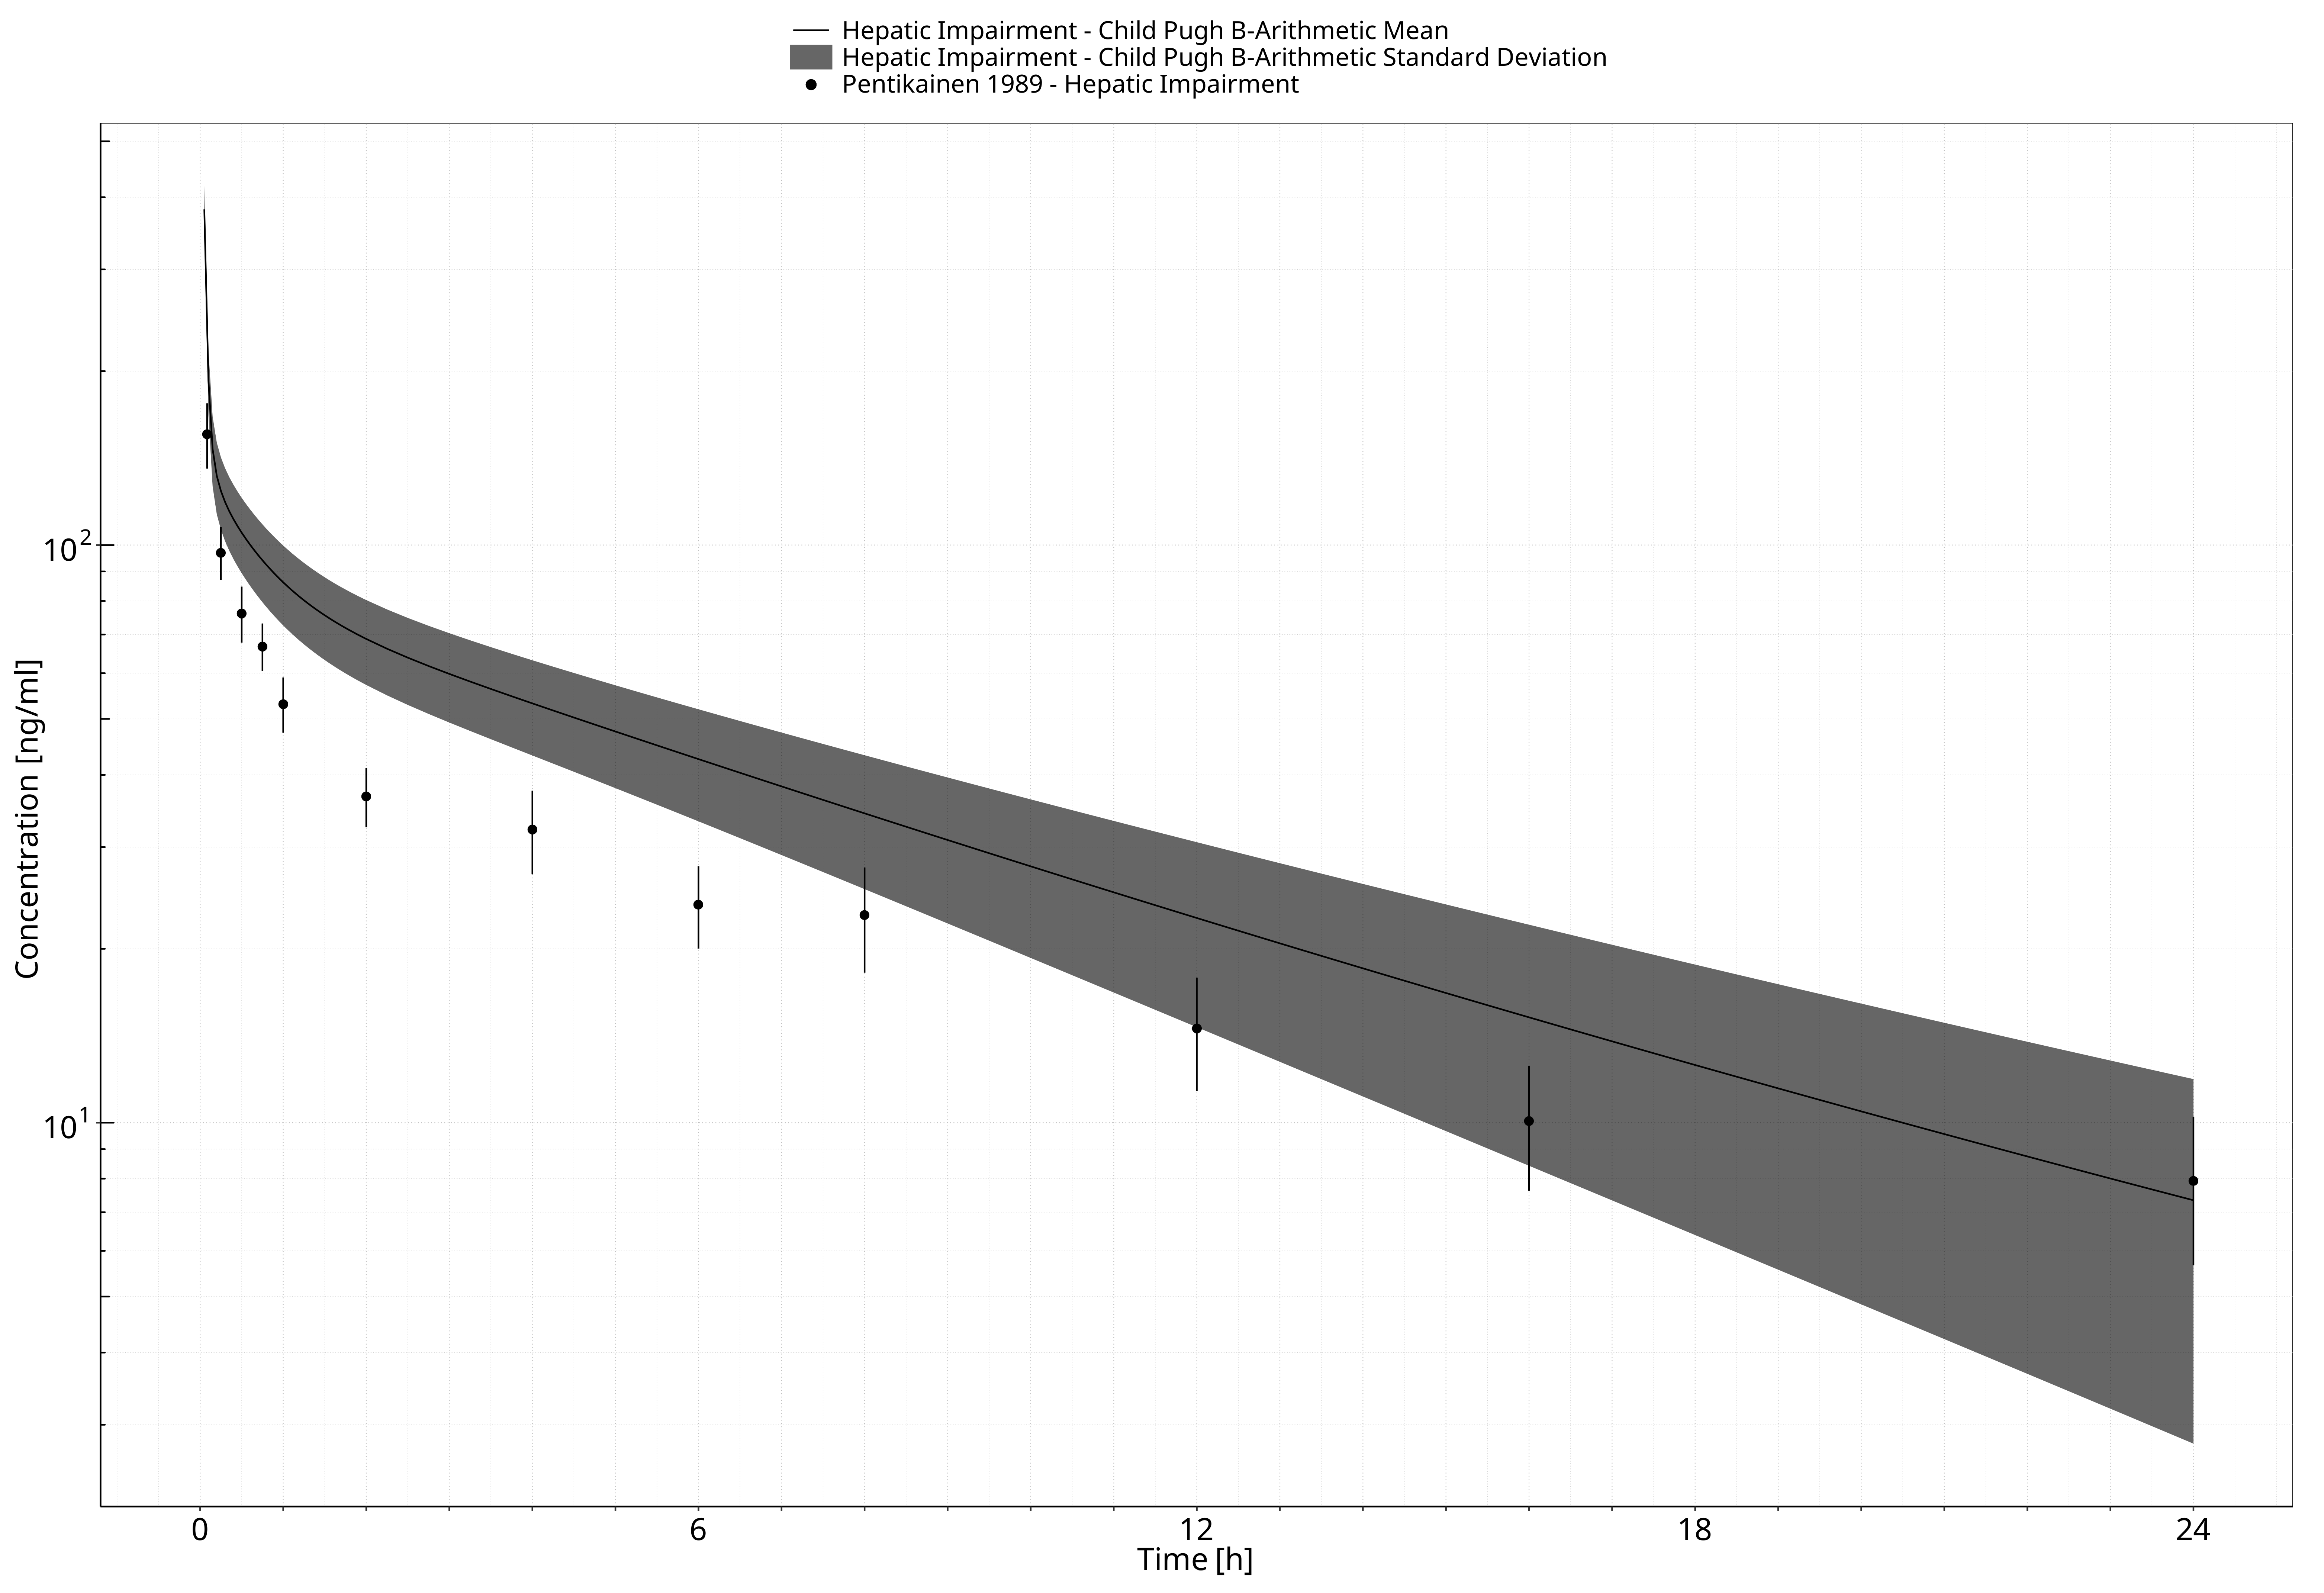 Hepatic Impairment - Child Pugh B-Arithmetic Mean
Hepatic Impairment - Child Pugh B-Arithmetic Standard Deviation
Pentikainen 1989 - Hepatic Impairment
Concentration [ng/ml]
10²
10¹
0 6 12 18 24
Time [h]